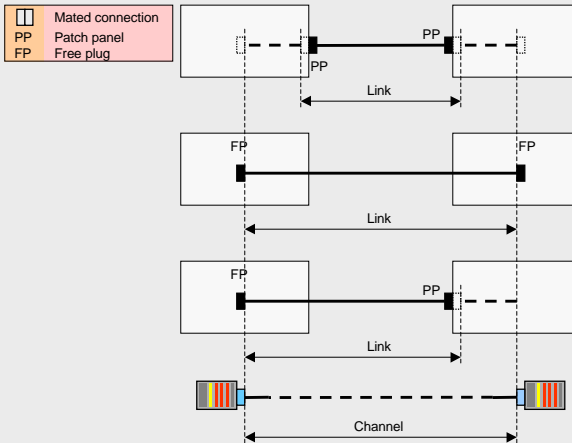 Mated connection
PP Patch panel
FP Free plug
PP
PP
Link
FP
FP
Link
FP
PP
Link
Channel